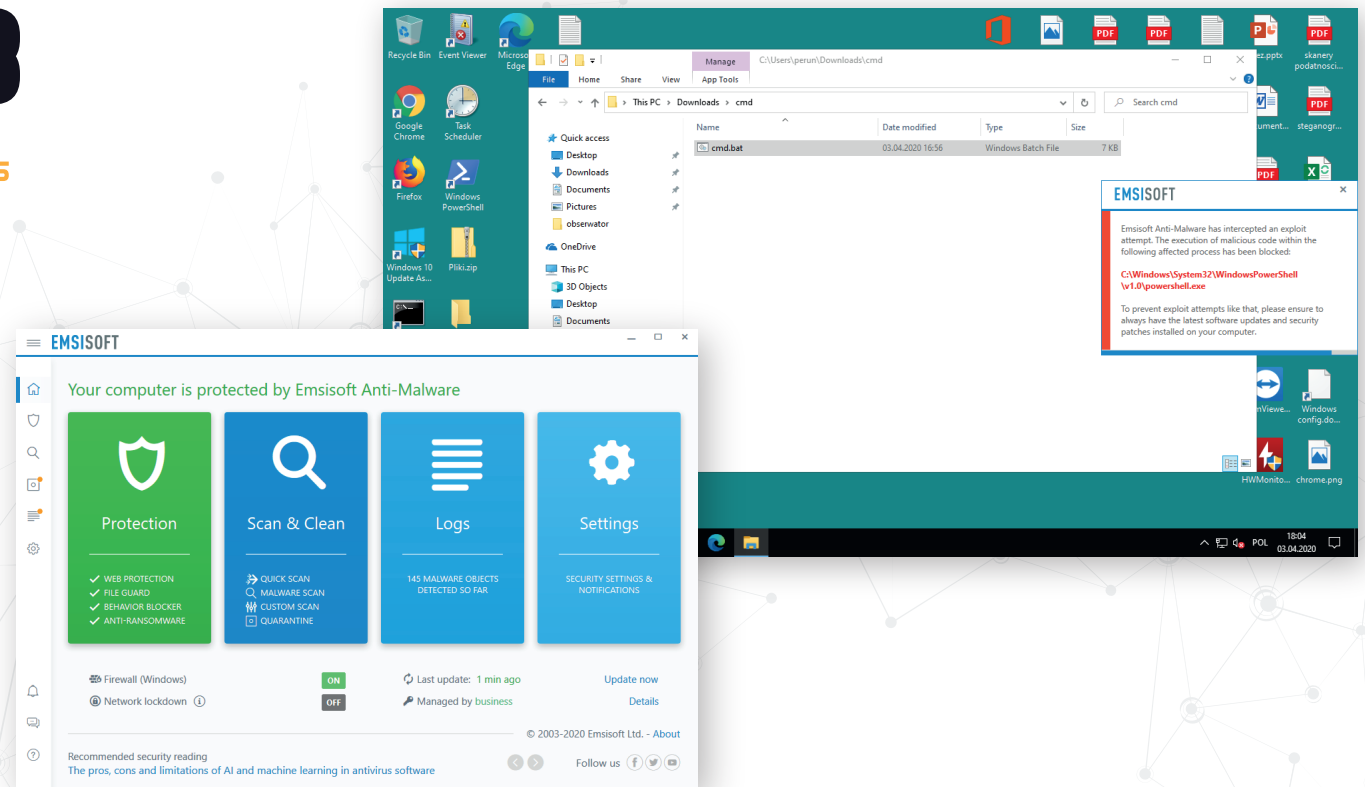 Recycle Bin
Event Viewer
Edge
Google
Chrome
Task
Scheduler
Firefox
Windows
PowerShell
Windows 10
Update As...
Pliki.zip
Manage
C:\Users\perun\Downloads\cmd
File
Home
Share
View
App Tools
This PC > Downloads > cmd
Search cmd
Name
Date modified
Type
Size
cmd.bat
03.04.2020 16:56
Windows Batch File
7 KB
Quick access
Desktop
Downloads
Documents
Pictures
obserwator
OneDrive
This PC
3D Objects
Desktop
Documents
PDF
PDF
skanery
podatnosci...
PDF
PDF
steganogr...
PDF
EMSISOFT
Emsisoft Anti-Malware has intercepted an exploit
attempt. The execution of malicious code within the
following affected process has been blocked:
C:\Windows\System32\WindowsPowerShell
\v1.0\powershell.exe
To prevent exploit attempts like that, please ensure to
always have the latest software updates and security
patches installed on your computer.
Windows
config.do...
HWMonito...
chrome.png
POL
18:04
03.04.2020
EMSISOFT
Your computer is protected by Emsisoft Anti-Malware
Protection
WEB PROTECTION
FILE GUARD
BEHAVIOR BLOCKER
ANTI-RANSOMWARE
Scan & Clean
QUICK SCAN
MALWARE SCAN
CUSTOM SCAN
QUARANTINE
Logs
145 MALWARE OBJECTS
DETECTED SO FAR
Settings
SECURITY SETTINGS &
NOTIFICATIONS
Firewall (Windows)
ON
Last update: 1 min ago
Update now
Network lockdown
OFF
Managed by business
Details
© 2003-2020 Emsisoft Ltd. - About
Recommended security reading
The pros, cons and limitations of AI and machine learning in antivirus software
Follow us